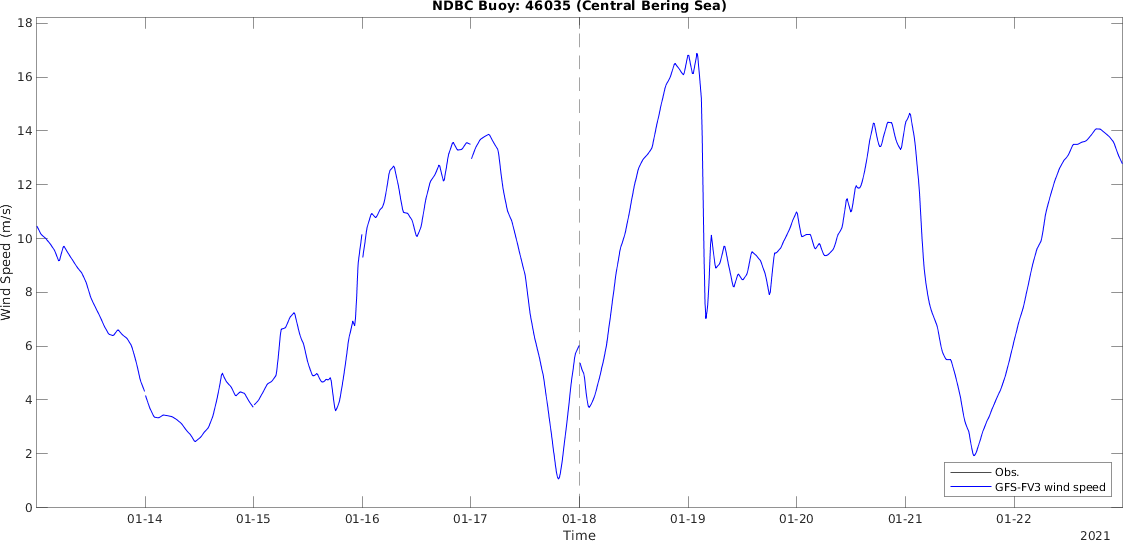 NDBC Buoy: 46035 (Central Bering Sea)
18
16
14
12
10
8
6
4
2
0
Wind Speed (m/s)
Obs.
GFS-FV3 wind speed
01-14 01-15 01-16 01-17 01-18 01-19 01-20 01-21 01-22
Time
2021